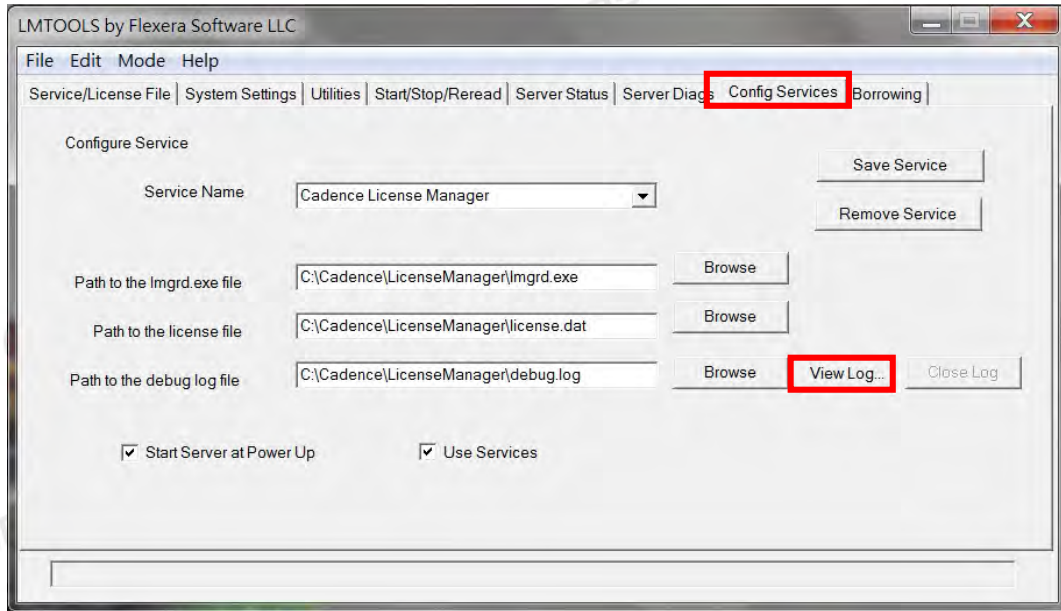 LMTOOLS by Flexera Software LLC
File Edit Mode Help
Service/License File | System Settings | Utilities | Start/Stop/Reread | Server Status | Server Diags Config Services Borrowing |
Configure Service
Save Service
Service Name Cadence License Manager
Remove Service
Path to the lmgrd.exe file C:\Cadence\LicenseManager\lmgrd.exe Browse
Path to the license file C:\Cadence\LicenseManager\license.dat Browse
Path to the debug log file C:\Cadence\LicenseManager\debug.log Browse View Log... Close Log
Start Server at Power Up Use Services